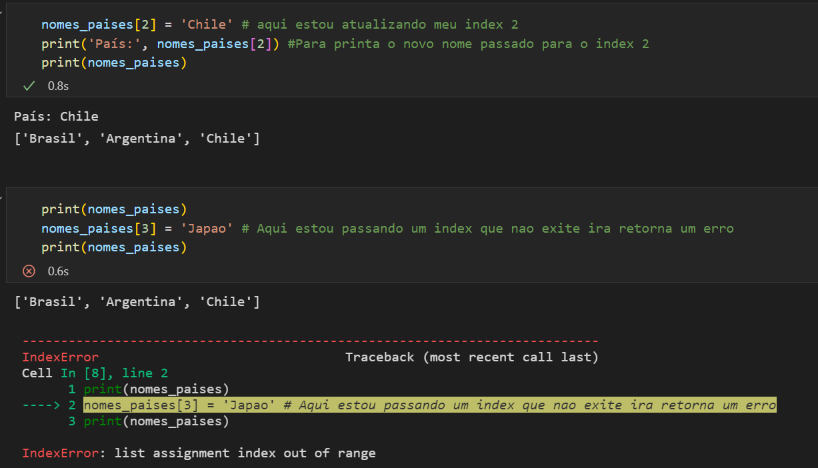 nomes_paises[2] = 'Chile' # aqui estou atualizando meu index 2
print('País:', nomes_paises[2]) #Para printa o novo nome passado para o index 2
print(nomes_paises)
0.8s
País: Chile
['Brasil', 'Argentina', 'Chile']
print(nomes_paises)
nomes_paises[3] = 'Japao' # Aqui estou passando um index que nao exite ira retorna um erro
print(nomes_paises)
0.6s
['Brasil', 'Argentina', 'Chile']
---------------------------------------------------------------------------
IndexError                                Traceback (most recent call last)
Cell In [8], line 2
      1 print(nomes_paises)
----> 2 nomes_paises[3] = 'Japao' # Aqui estou passando um index que nao exite ira retorna um erro
      3 print(nomes_paises)
IndexError: list assignment index out of range